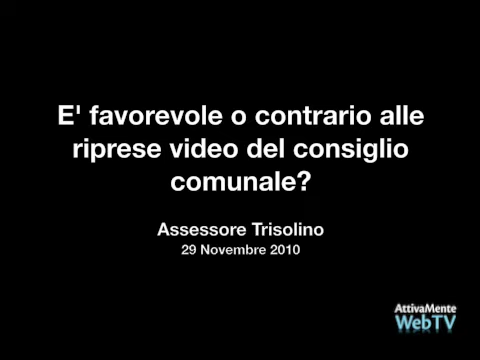 E' favorevole o contrario alle
riprese video del consiglio
comunale?
Assessore Trisolino
29 Novembre 2010
AttivaMente
WebTV